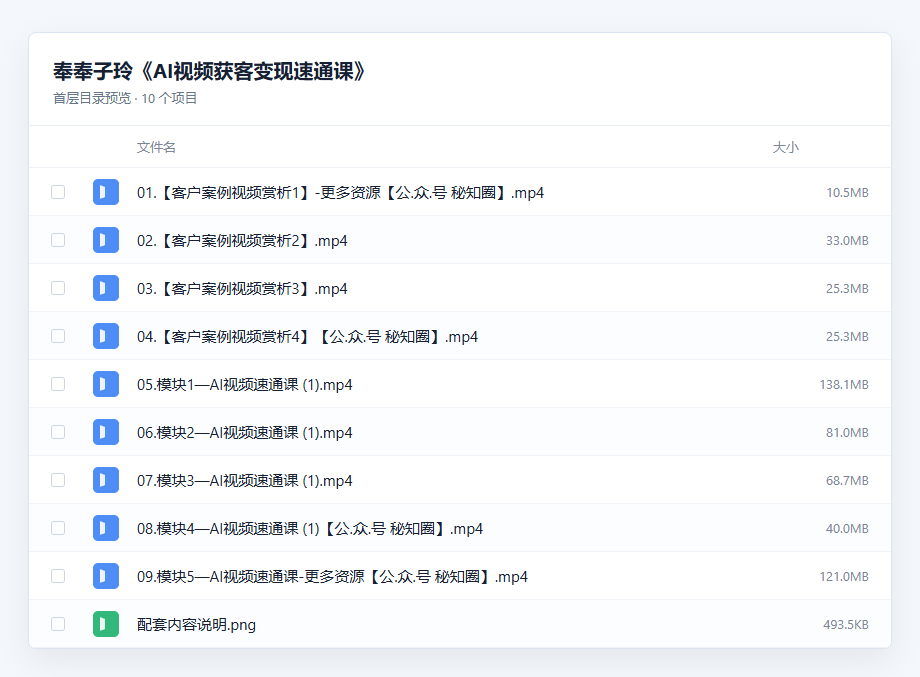 奉奉子玲《AI视频获客变现速通课》
首层目录预览 · 10 个项目
文件名 大小
01.【客户案例视频赏析1】-更多资源【公.众.号 秘知圈】.mp4 10.5MB
02.【客户案例视频赏析2】.mp4 33.0MB
03.【客户案例视频赏析3】.mp4 25.3MB
04.【客户案例视频赏析4】【公.众.号 秘知圈】.mp4 25.3MB
05.模块1—AI视频速通课 (1).mp4 138.1MB
06.模块2—AI视频速通课 (1).mp4 81.0MB
07.模块3—AI视频速通课 (1).mp4 68.7MB
08.模块4—AI视频速通课 (1)【公.众.号 秘知圈】.mp4 40.0MB
09.模块5—AI视频速通课-更多资源【公.众.号 秘知圈】.mp4 121.0MB
配套内容说明.png 493.5KB